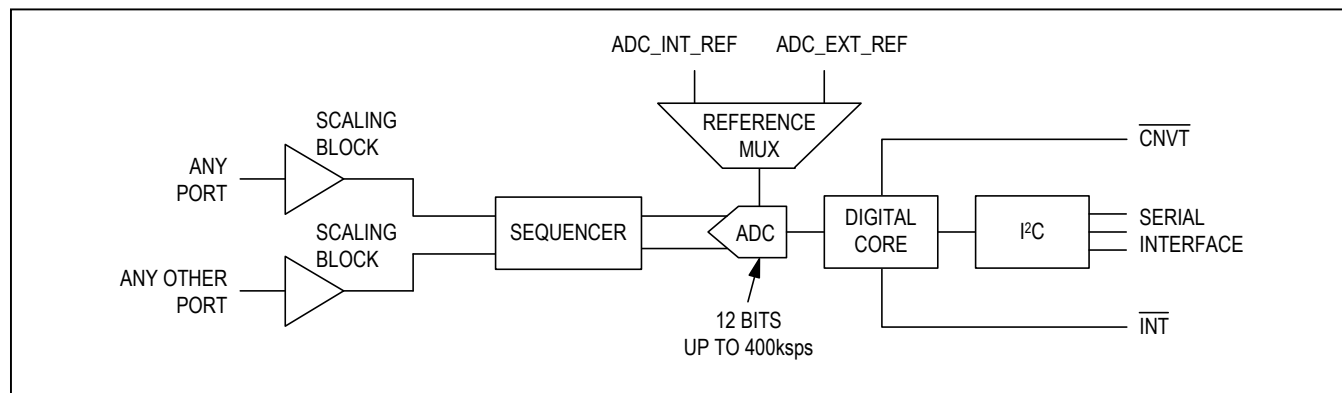 ADC_INT_REF
ADC_EXT_REF
REFERENCE
MUX
SCALING
BLOCK
ANY
PORT
SCALING
BLOCK
ANY OTHER
PORT
SEQUENCER
ADC
12 BITS
UP TO 400ksps
DIGITAL
CORE
I²C
CNVT
SERIAL
INTERFACE
INT